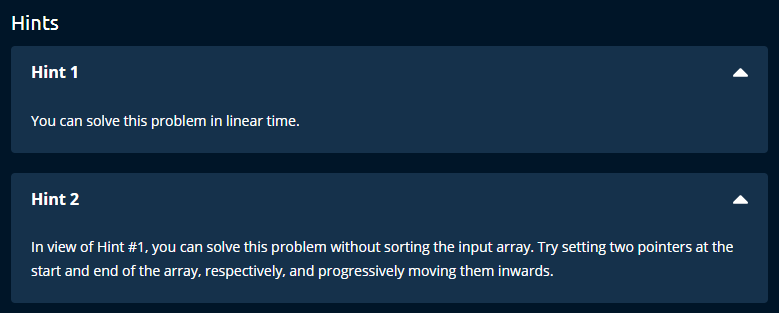 Hints
Hint 1
You can solve this problem in linear time.
Hint 2
In view of Hint #1, you can solve this problem without sorting the input array. Try setting two pointers at the
start and end of the array, respectively, and progressively moving them inwards.